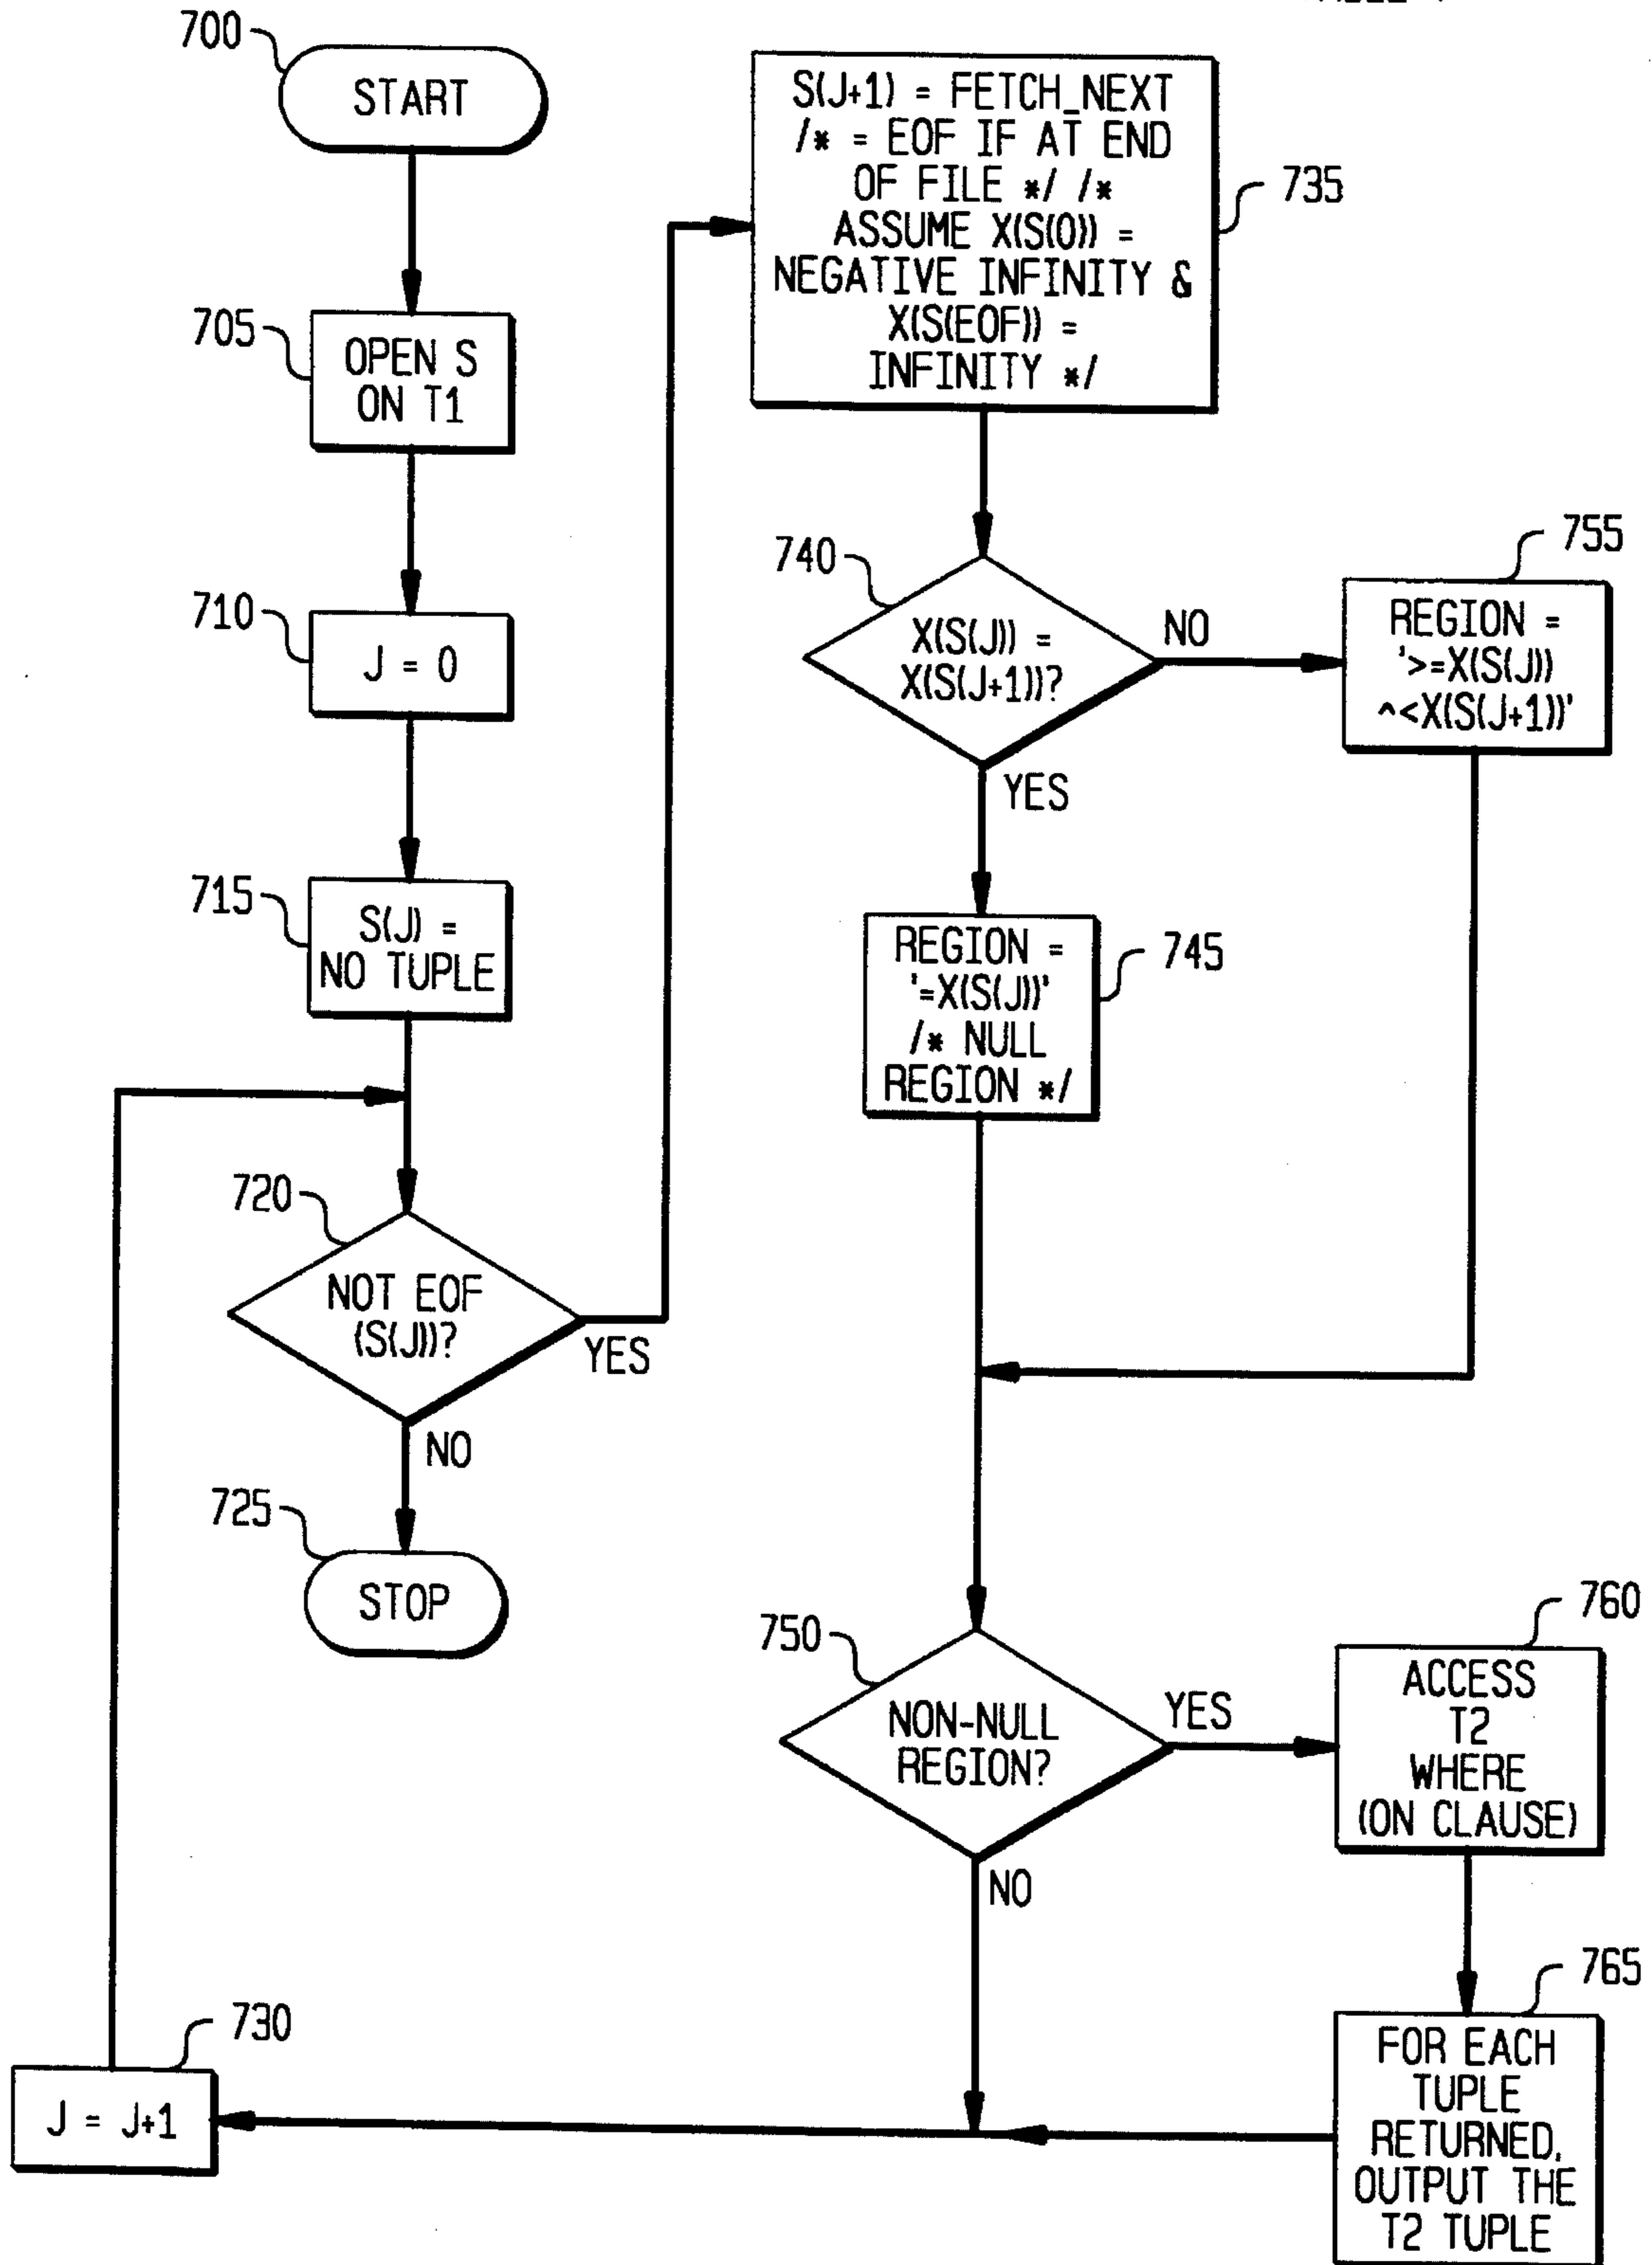 700
START
705
OPEN S
ON T1
710
J = 0
715
S(J) =
NO TUPLE
720
NOT EOF
(S(J))?
YES
NO
725
STOP
730
J = J+1
735
S(J+1) = FETCH_NEXT
/* = EOF IF AT END
OF FILE */ /*
ASSUME X(S(0)) =
NEGATIVE INFINITY &
X(S(EOF)) =
INFINITY */
740
X(S(J)) =
X(S(J+1))?
NO
YES
755
REGION =
'>=X(S(J))
^<X(S(J+1))'
745
REGION =
'=X(S(J))'
/* NULL
REGION */
750
NON-NULL
REGION?
YES
NO
760
ACCESS
T2
WHERE
(ON CLAUSE)
765
FOR EACH
TUPLE
RETURNED,
OUTPUT THE
T2 TUPLE